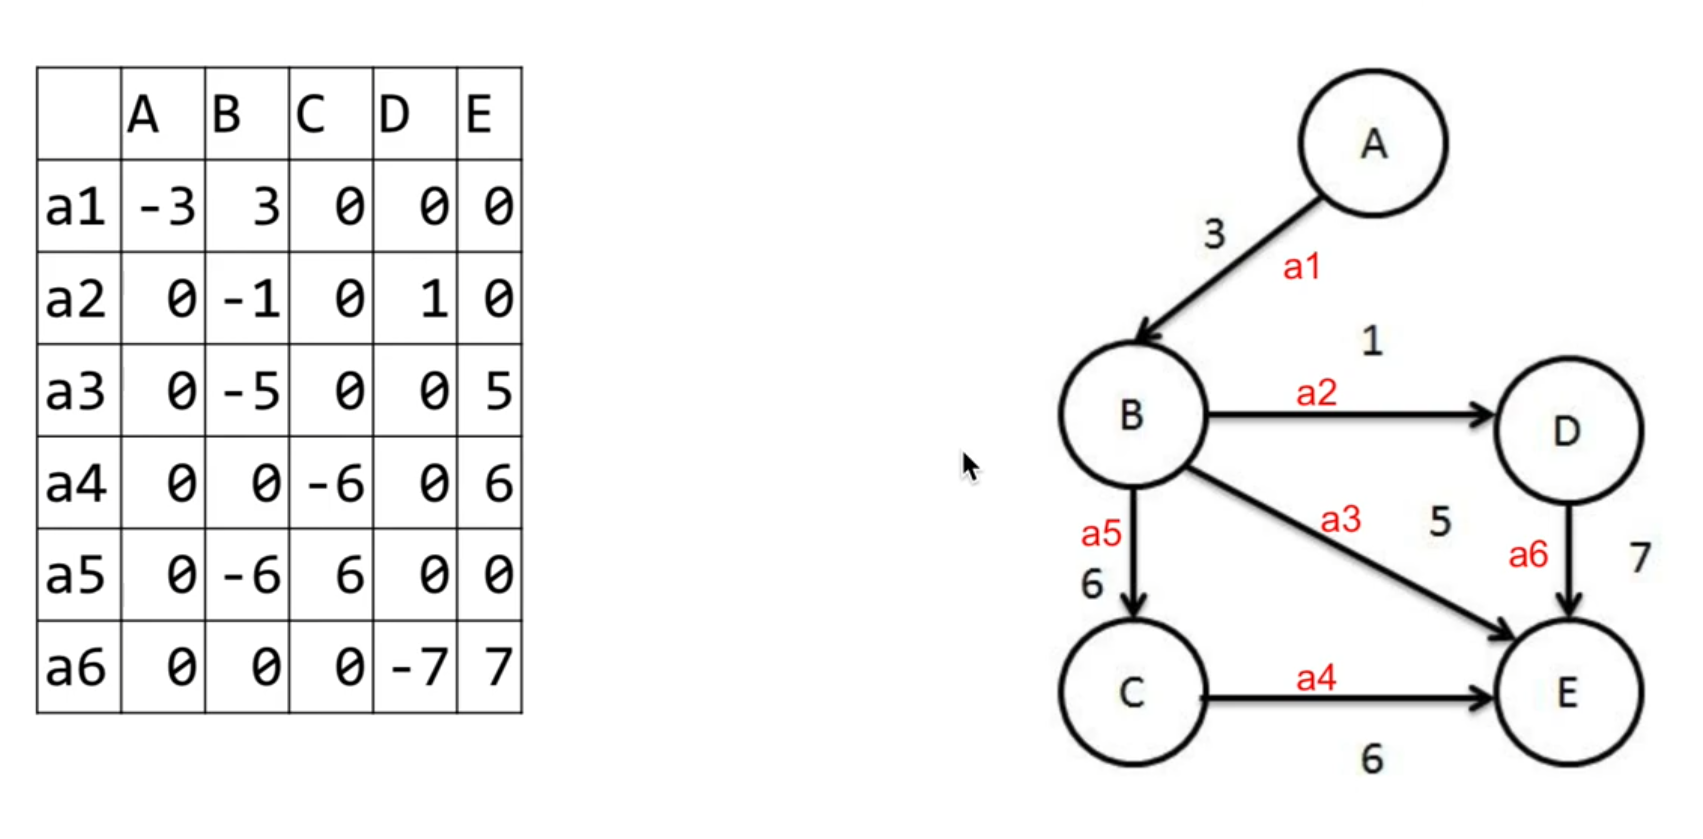 A B C D E
a1 -3 3 0 0 0
a2 0 -1 0 1 0
a3 0 -5 0 0 5
a4 0 0 -6 0 6
a5 0 -6 6 0 0
a6 0 0 0 -7 7
A
3
a1
1
a2
B
D
a5
a3
5
a6
7
6
C
a4
E
6